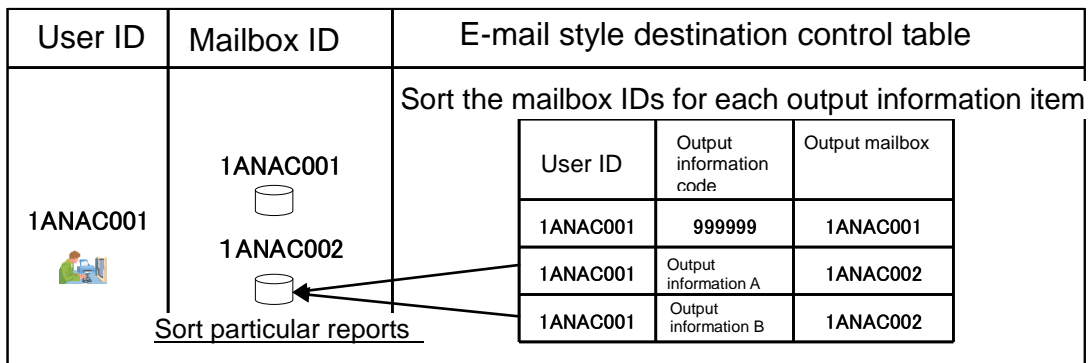 User ID
Mailbox ID
E-mail style destination control table
1ANAC001
1ANAC001
1ANAC002
Sort particular reports
Sort the mailbox IDs for each output information item
User ID
Output
information
code
Output mailbox
1ANAC001
999999
1ANAC001
1ANAC001
Output
information A
1ANAC002
1ANAC001
Output
information B
1ANAC002